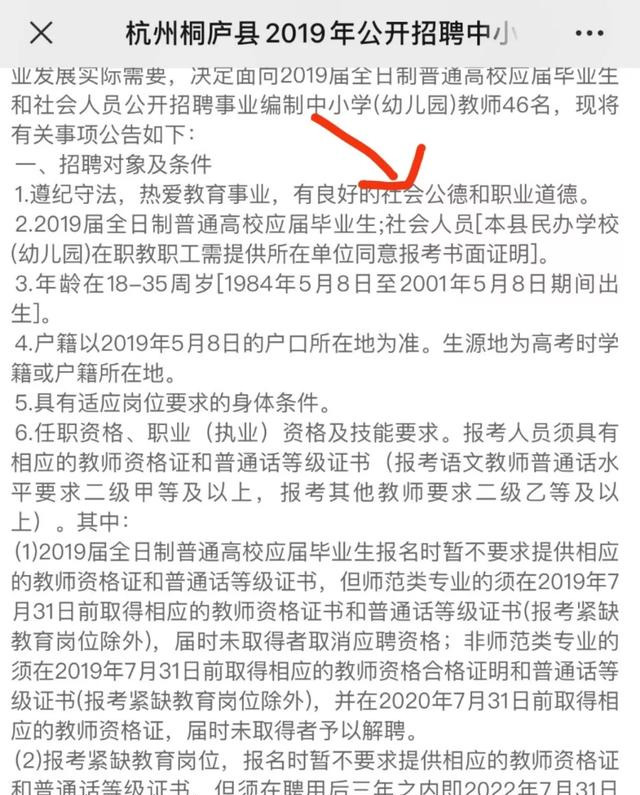 杭州桐庐县2019年公开招聘中小
业发展实际需要，决定面向2019届全日制普通高校应届毕业生
和社会人员公开招聘事业编制中小学(幼儿园)教师46名，现将
有关事项公告如下：
一、招聘对象及条件
1.遵纪守法，热爱教育事业，有良好的社会公德和职业道德。
2.2019届全日制普通高校应届毕业生;社会人员[本县民办学校
(幼儿园)在职教职工需提供所在单位同意报考书面证明]。
3.年龄在18-35周岁[1984年5月8日至2001年5月8日期间出
生]。
4.户籍以2019年5月8日的户口所在地为准。生源地为高考时学
籍或户籍所在地。
5.具有适应岗位要求的身体条件。
6.任职资格、职业（执业）资格及技能要求。报考人员须具有
相应的教师资格证和普通话等级证书（报考语文教师普通话水
平要求二级甲等及以上，报考其他教师要求二级乙等及以
上）。其中：
(1)2019届全日制普通高校应届毕业生报名时暂不要求提供相应
的教师资格证和普通话等级证书，但师范类专业的须在2019年7
月31日前取得相应的教师资格证书和普通话等级证书(报考紧缺
教育岗位除外)，届时未取得者取消应聘资格；非师范类专业的
须在2019年7月31日前取得相应的教师资格合格证明和普通话等
级证书(报考紧缺教育岗位除外)，并在2020年7月31日前取得相
应的教师资格证，届时未取得者予以解聘。
(2)报考紧缺教育岗位，报名时暂不要求提供相应的教师资格证
和普通话等级证书，但须在聘用后三年之内即2022年7月31日